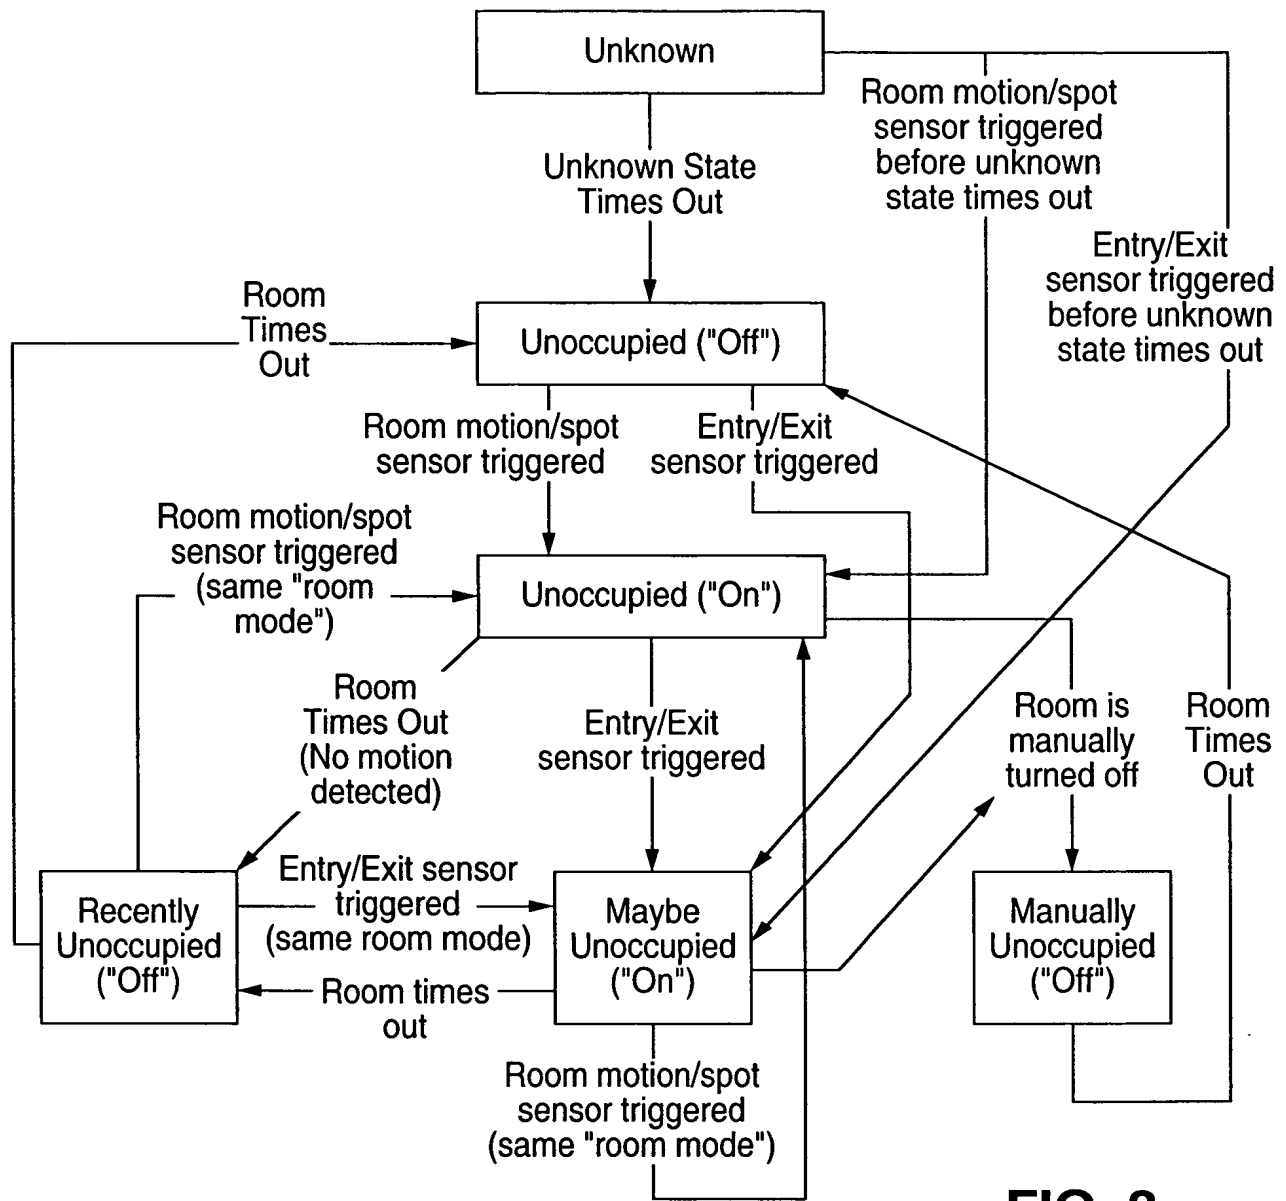 Unknown
Room motion/spot
sensor triggered
before unknown
state times out
Unknown State
Times Out
Entry/Exit
sensor triggered
before unknown
state times out
Room
Times
Out
Unoccupied ("Off")
Room motion/spot
sensor triggered
Entry/Exit
sensor triggered
Room motion/spot
sensor triggered
(same "room
mode")
Unoccupied ("On")
Room
Times Out
(No motion
detected)
Entry/Exit
sensor triggered
Room is
manually
turned off
Room
Times
Out
Recently
Unoccupied
("Off")
Entry/Exit sensor
triggered
(same room mode)
Room times
out
Maybe
Unoccupied
("On")
Manually
Unoccupied
("Off")
Room motion/spot
sensor triggered
(same "room mode")